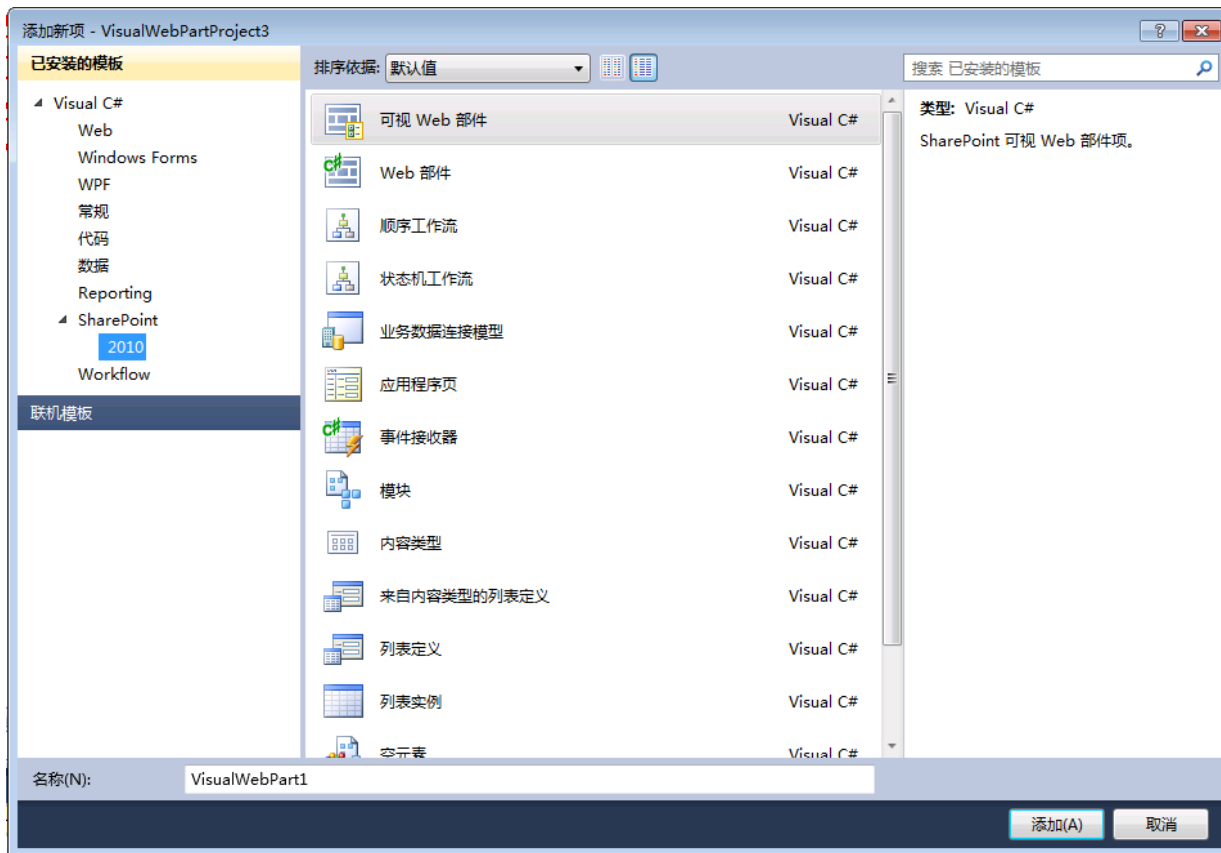 添加新项 - VisualWebPartProject3
已安装的模板
排序依据: 默认值
搜索 已安装的模板
Visual C#
Web
Windows Forms
WPF
常规
代码
数据
Reporting
SharePoint
2010
Workflow
联机模板
可视 Web 部件 Visual C#
Web 部件 Visual C#
顺序工作流 Visual C#
状态机工作流 Visual C#
业务数据连接模型 Visual C#
应用程序页 Visual C#
事件接收器 Visual C#
模块 Visual C#
内容类型 Visual C#
来自内容类型的列表定义 Visual C#
列表定义 Visual C#
列表实例 Visual C#
空元素 Visual C#
类型: Visual C#
SharePoint 可视 Web 部件项。
名称(N): VisualWebPart1
添加(A) 取消